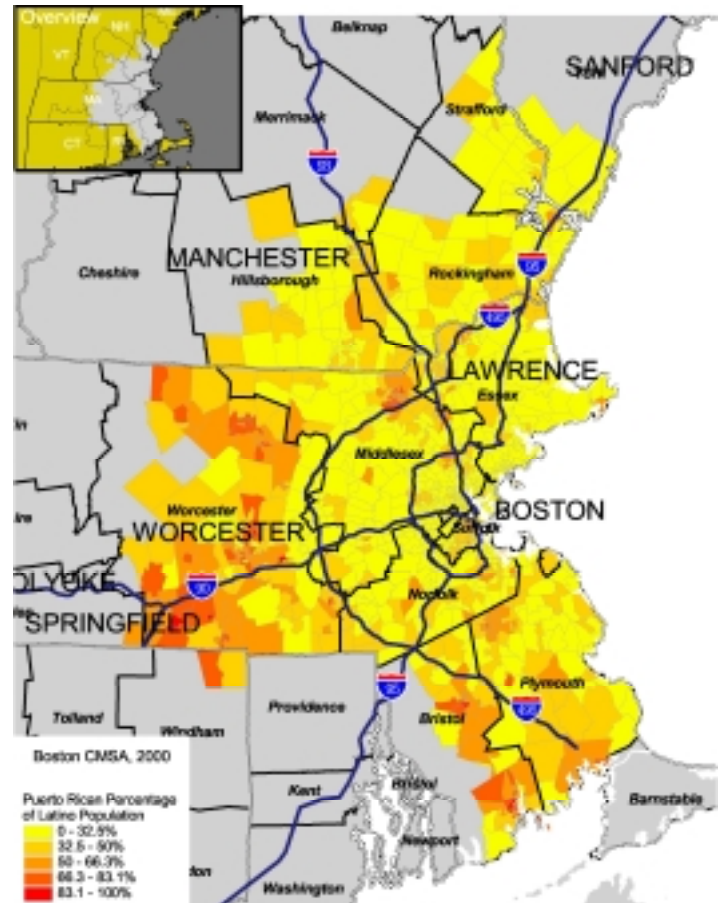 Overview
NH
VT
MA
CT
RI
Belknap
SANFORD
Strafford
Merrimack
93
Cheshire
MANCHESTER
Hillsborough
Rockingham
95
495
LAWRENCE
Essex
Middlesex
Worcester
WORCESTER
BOSTON
Suffolk
OLYOKE
90
SPRINGFIELD
Norfolk
Tolland
Windham
Providence
95
Bristol
Plymouth
495
Boston CMSA, 2000
Kent
Bristol
Barnstable
Newport
Washington
Puerto Rican Percentage
of Latino Population
0 - 32.5%
32.5 - 50%
50 - 66.3%
66.3 - 83.1%
83.1 - 100%